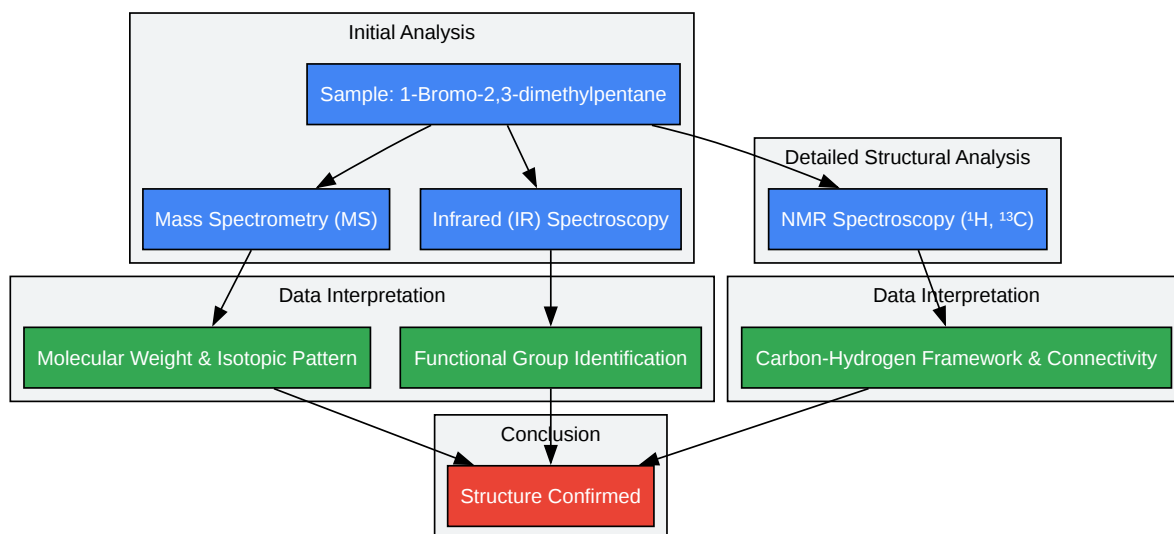 Initial Analysis
Sample: 1-Bromo-2,3-dimethylpentane
Detailed Structural Analysis
Mass Spectrometry (MS)
Infrared (IR) Spectroscopy
NMR Spectroscopy (¹H, ¹³C)
Data Interpretation
Data Interpretation
Molecular Weight & Isotopic Pattern
Functional Group Identification
Carbon-Hydrogen Framework & Connectivity
Conclusion
Structure Confirmed